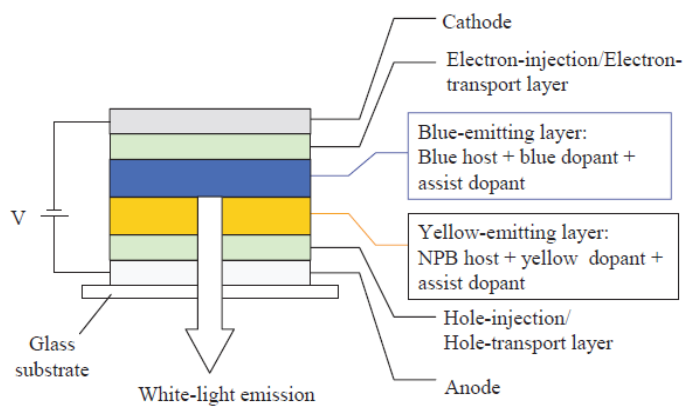 Cathode
Electron-injection/Electron-
transport layer
Blue-emitting layer:
Blue host + blue dopant +
assist dopant
V
Yellow-emitting layer:
NPB host + yellow dopant +
assist dopant
Hole-injection/
Hole-transport layer
Glass
substrate
White-light emission
Anode